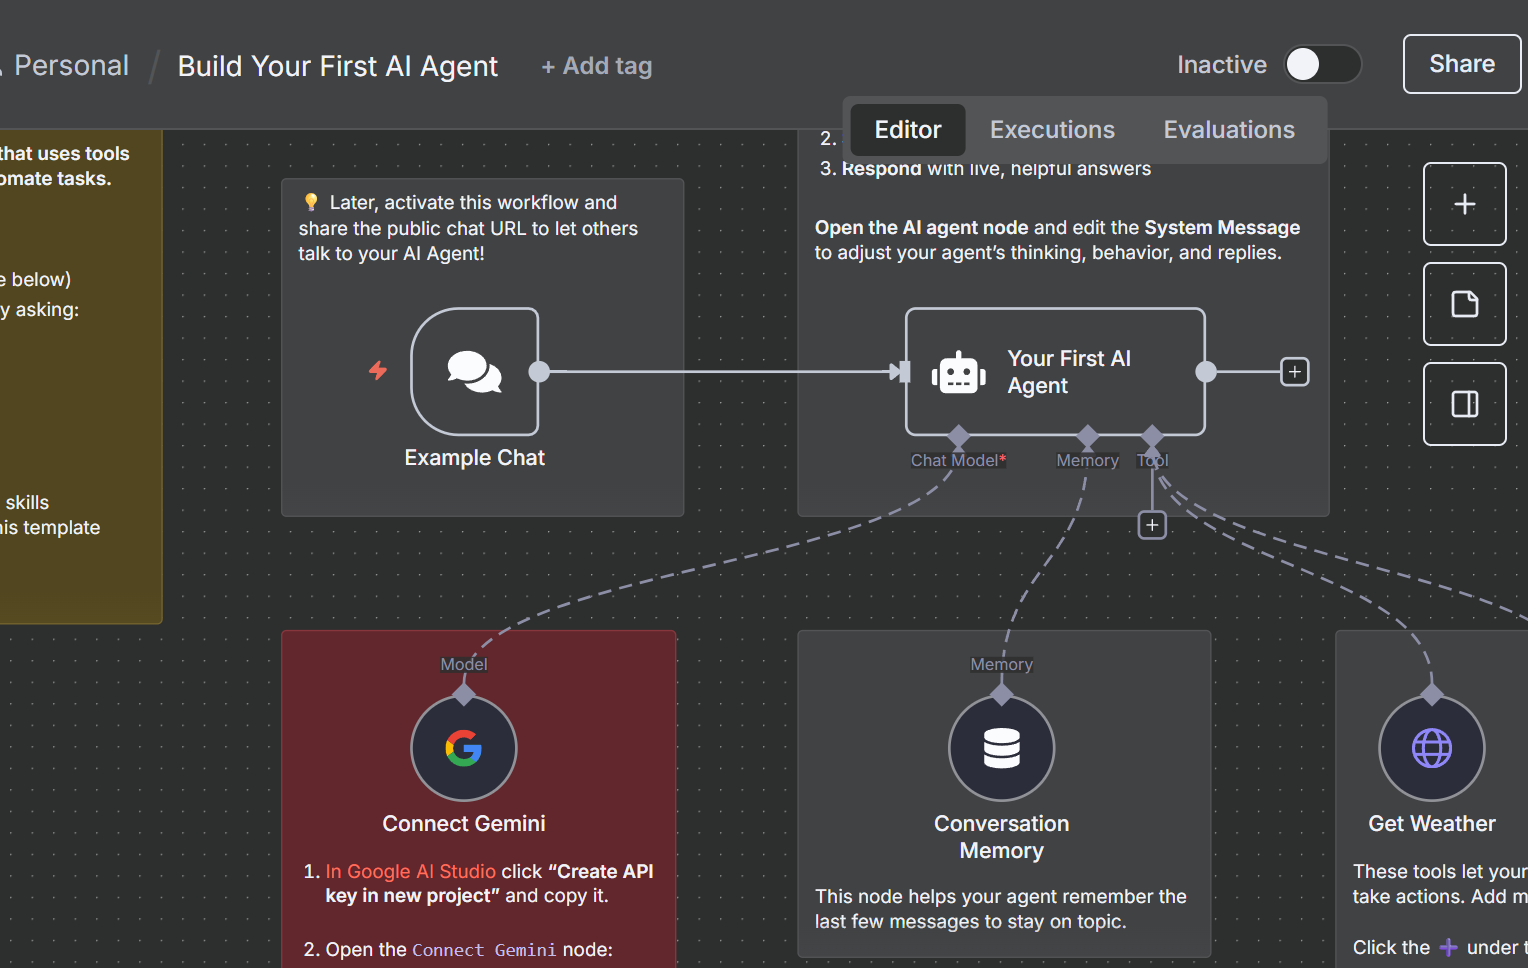 Personal / Build Your First AI Agent + Add tag
Inactive
Share
Editor Executions Evaluations
that uses tools
omate tasks.
e below)
y asking:
skills
his template
💡 Later, activate this workflow and
share the public chat URL to let others
talk to your AI Agent!
Example Chat
2.
3. Respond with live, helpful answers
Open the AI agent node and edit the System Message
to adjust your agent’s thinking, behavior, and replies.
Your First AI
Agent
Chat Model*
Memory
Tool
Model
Connect Gemini
1. In Google AI Studio click “Create API
key in new project” and copy it.
2. Open the Connect Gemini node:
Memory
Conversation
Memory
This node helps your agent remember the
last few messages to stay on topic.
Get Weather
These tools let your
take actions. Add m
Click the ➕ under t